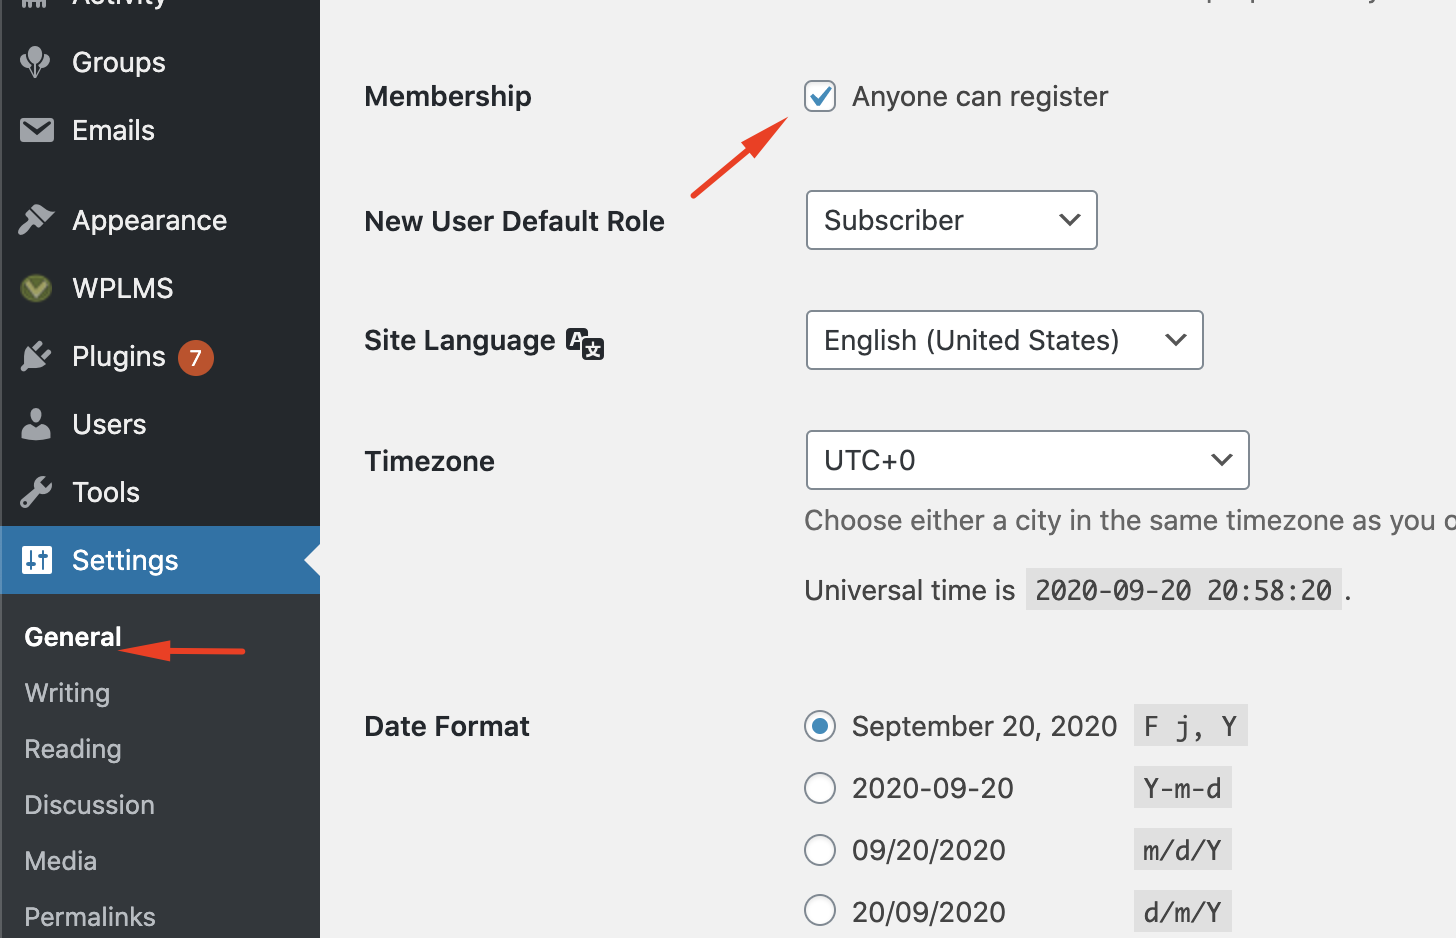 Activity
Groups
Emails
Appearance
WPLMS
Plugins 7
Users
Tools
Settings
General
Writing
Reading
Discussion
Media
Permalinks
Membership
Anyone can register
New User Default Role
Subscriber
Site Language
English (United States)
Timezone
UTC+0
Choose either a city in the same timezone as you
Universal time is 2020-09-20 20:58:20 .
Date Format
September 20, 2020 F j, Y
2020-09-20 Y-m-d
09/20/2020 m/d/Y
20/09/2020 d/m/Y